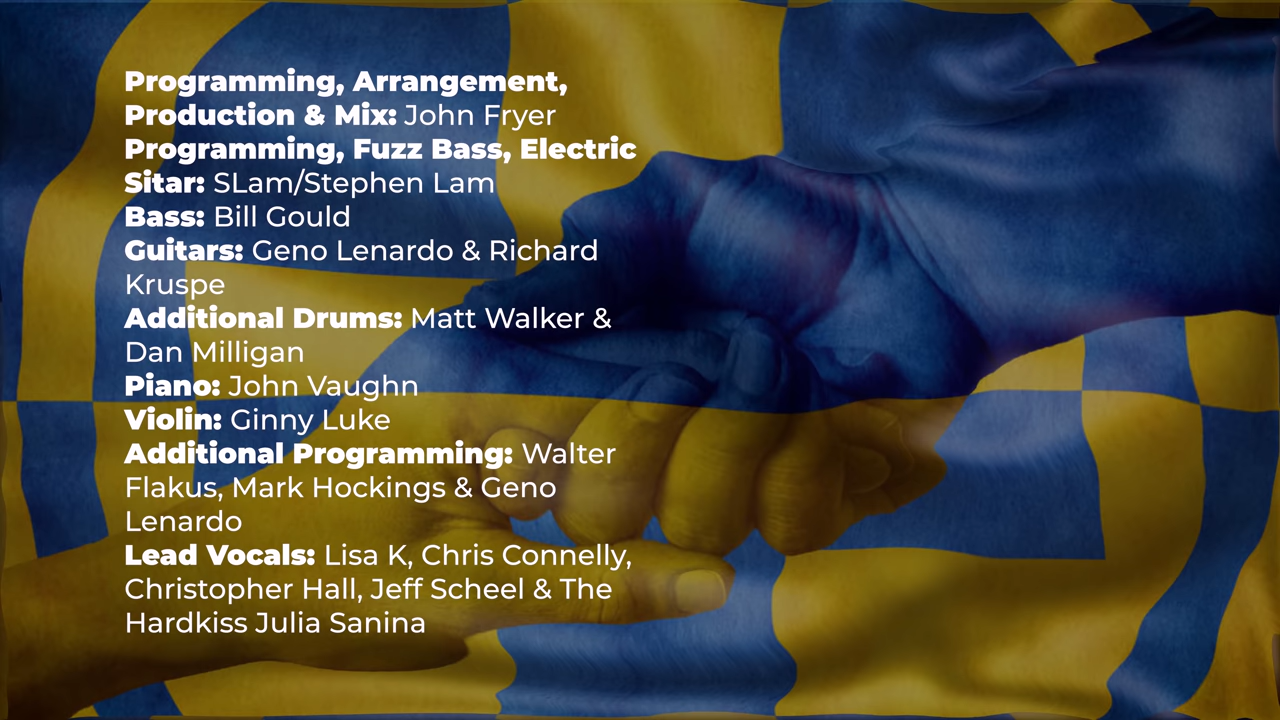 Programming, Arrangement,
Production & Mix: John Fryer
Programming, Fuzz Bass, Electric
Sitar: SLam/Stephen Lam
Bass: Bill Gould
Guitars: Geno Lenardo & Richard
Kruspe
Additional Drums: Matt Walker &
Dan Milligan
Piano: John Vaughn
Violin: Ginny Luke
Additional Programming: Walter
Flakus, Mark Hockings & Geno
Lenardo
Lead Vocals: Lisa K, Chris Connelly,
Christopher Hall, Jeff Scheel & The
Hardkiss Julia Sanina